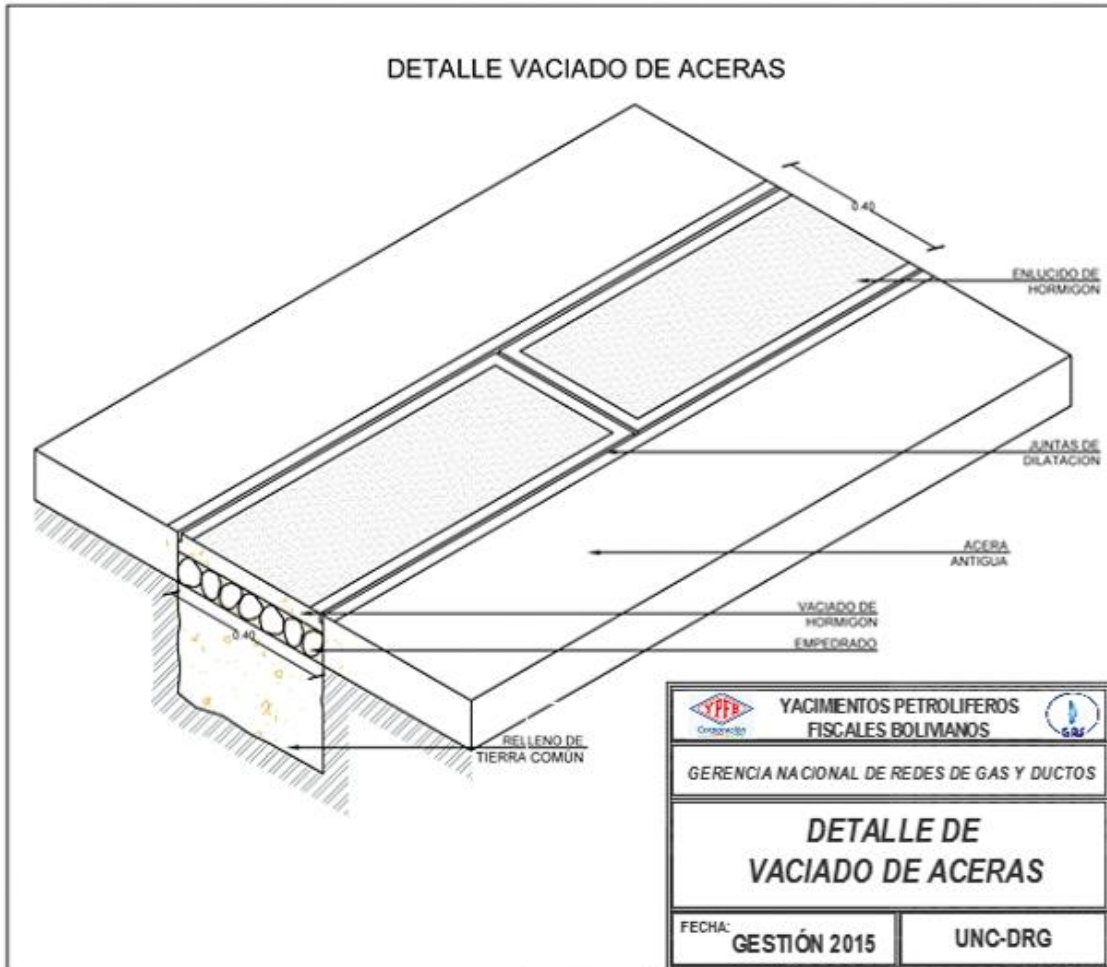 DETALLE VACIADO DE ACERAS
0.40
ENLUCIDO DE
HORMIGON
JUNTAS DE
DILATACION
ACERA
ANTIGUA
VACIADO DE
HORMIGON
EMPEDRADO
0.40
RELLENO DE
TIERRA COMÚN
YPFB
Corporación
YACIMIENTOS PETROLIFEROS
FISCALES BOLIVIANOS
GAS
GERENCIA NACIONAL DE REDES DE GAS Y DUCTOS
DETALLE DE
VACIADO DE ACERAS
FECHA:
GESTIÓN 2015
UNC-DRG